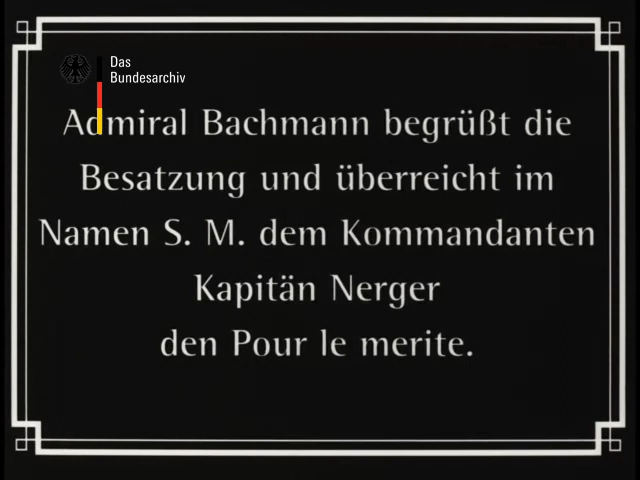 Das
Bundesarchiv
Admiral Bachmann begrüßt die
Besatzung und überreicht im
Namen S. M. dem Kommandanten
Kapitän Nerger
den Pour le merite.